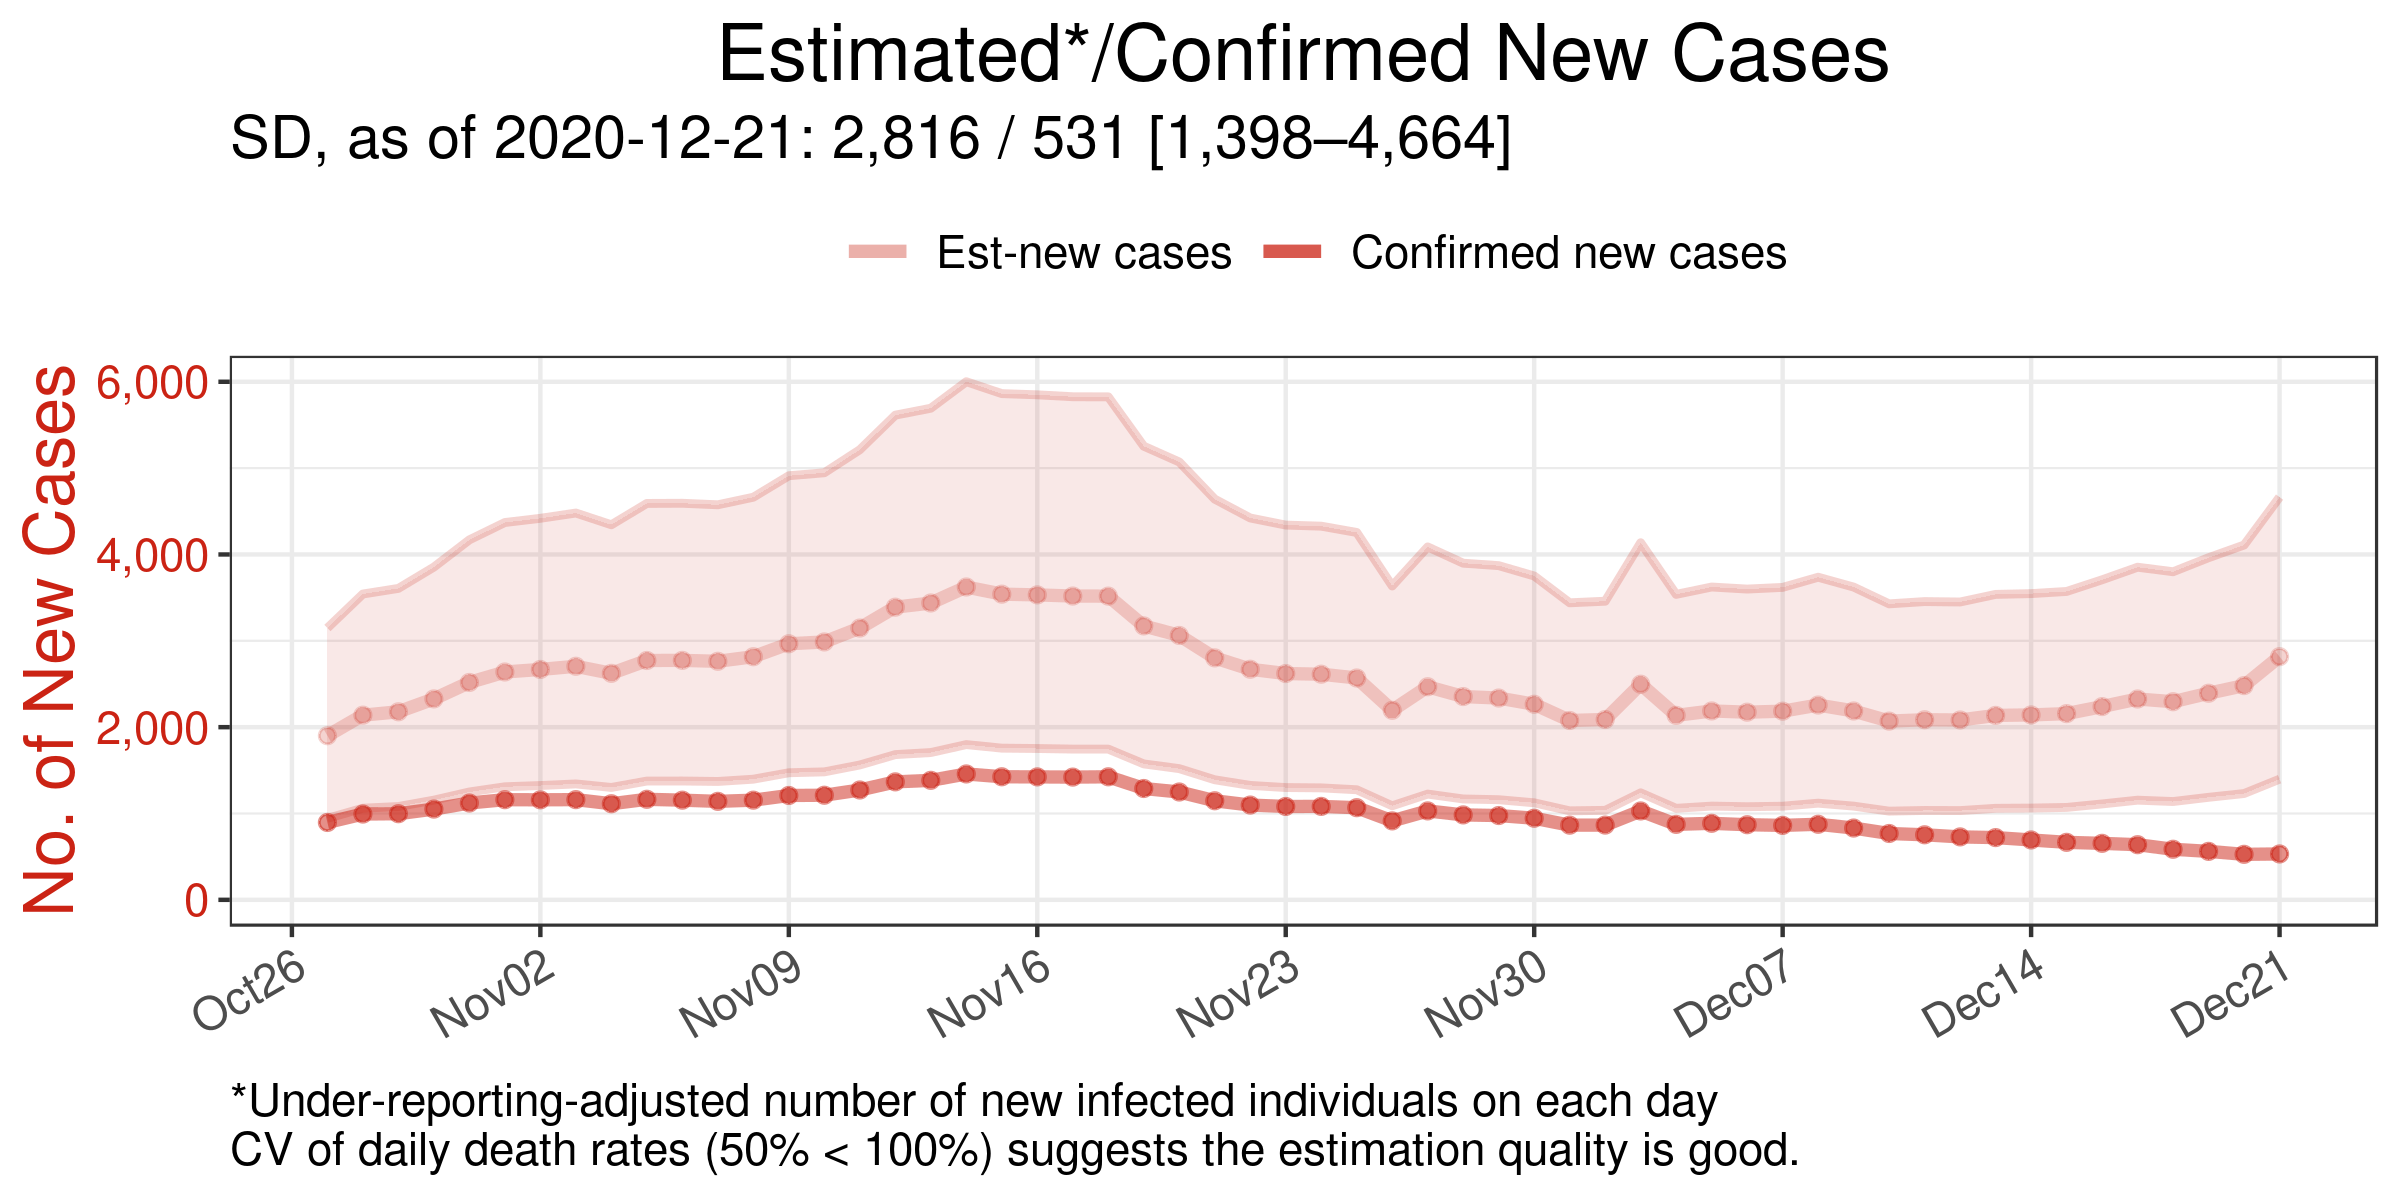 Estimated*/Confirmed New Cases
SD, as of 2020-12-21: 2,816 / 531 [1,398–4,664]
Est-new cases
Confirmed new cases
No. of New Cases
6,000
4,000
2,000
0
Oct26
Nov02
Nov09
Nov16
Nov23
Nov30
Dec07
Dec14
Dec21
*Under-reporting-adjusted number of new infected individuals on each day
CV of daily death rates (50% < 100%) suggests the estimation quality is good.